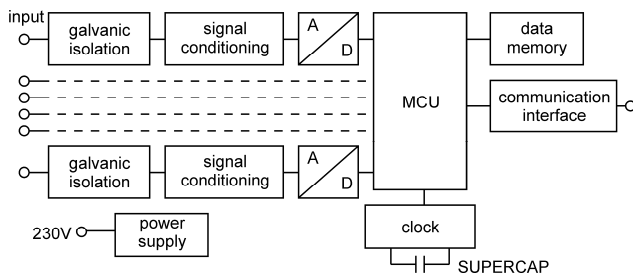 input
galvanic
isolation
signal
conditioning
A
D
MCU
data
memory
communication
interface
galvanic
isolation
signal
conditioning
A
D
230V
power
supply
clock
SUPERCAP